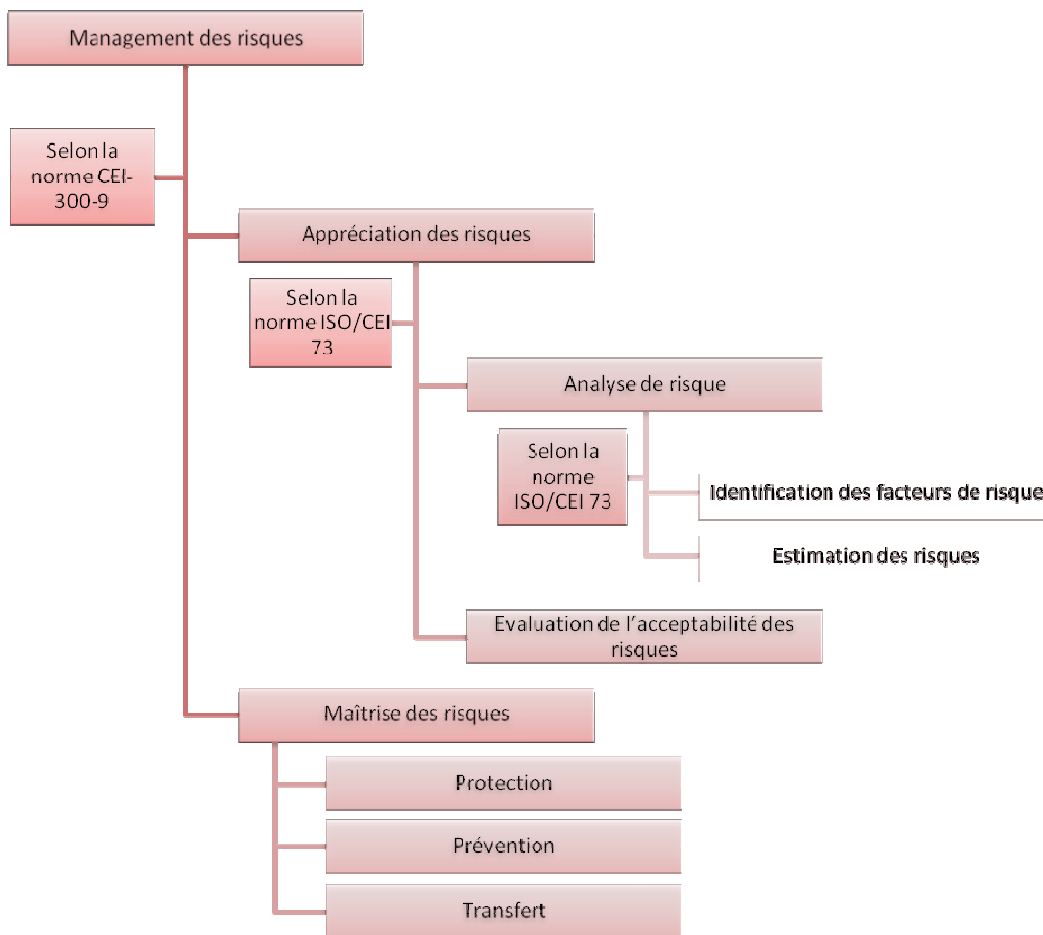 Management des risques
Selon la
norme CEI-
300-9
Appréciation des risques
Selon la
norme ISO/CEI
73
Analyse de risque
Selon la
norme
ISO/CEI 73
Identification des facteurs de risque
Estimation des risques
Evaluation de l'acceptabilité des
risques
Maîtrise des risques
Protection
Prévention
Transfert